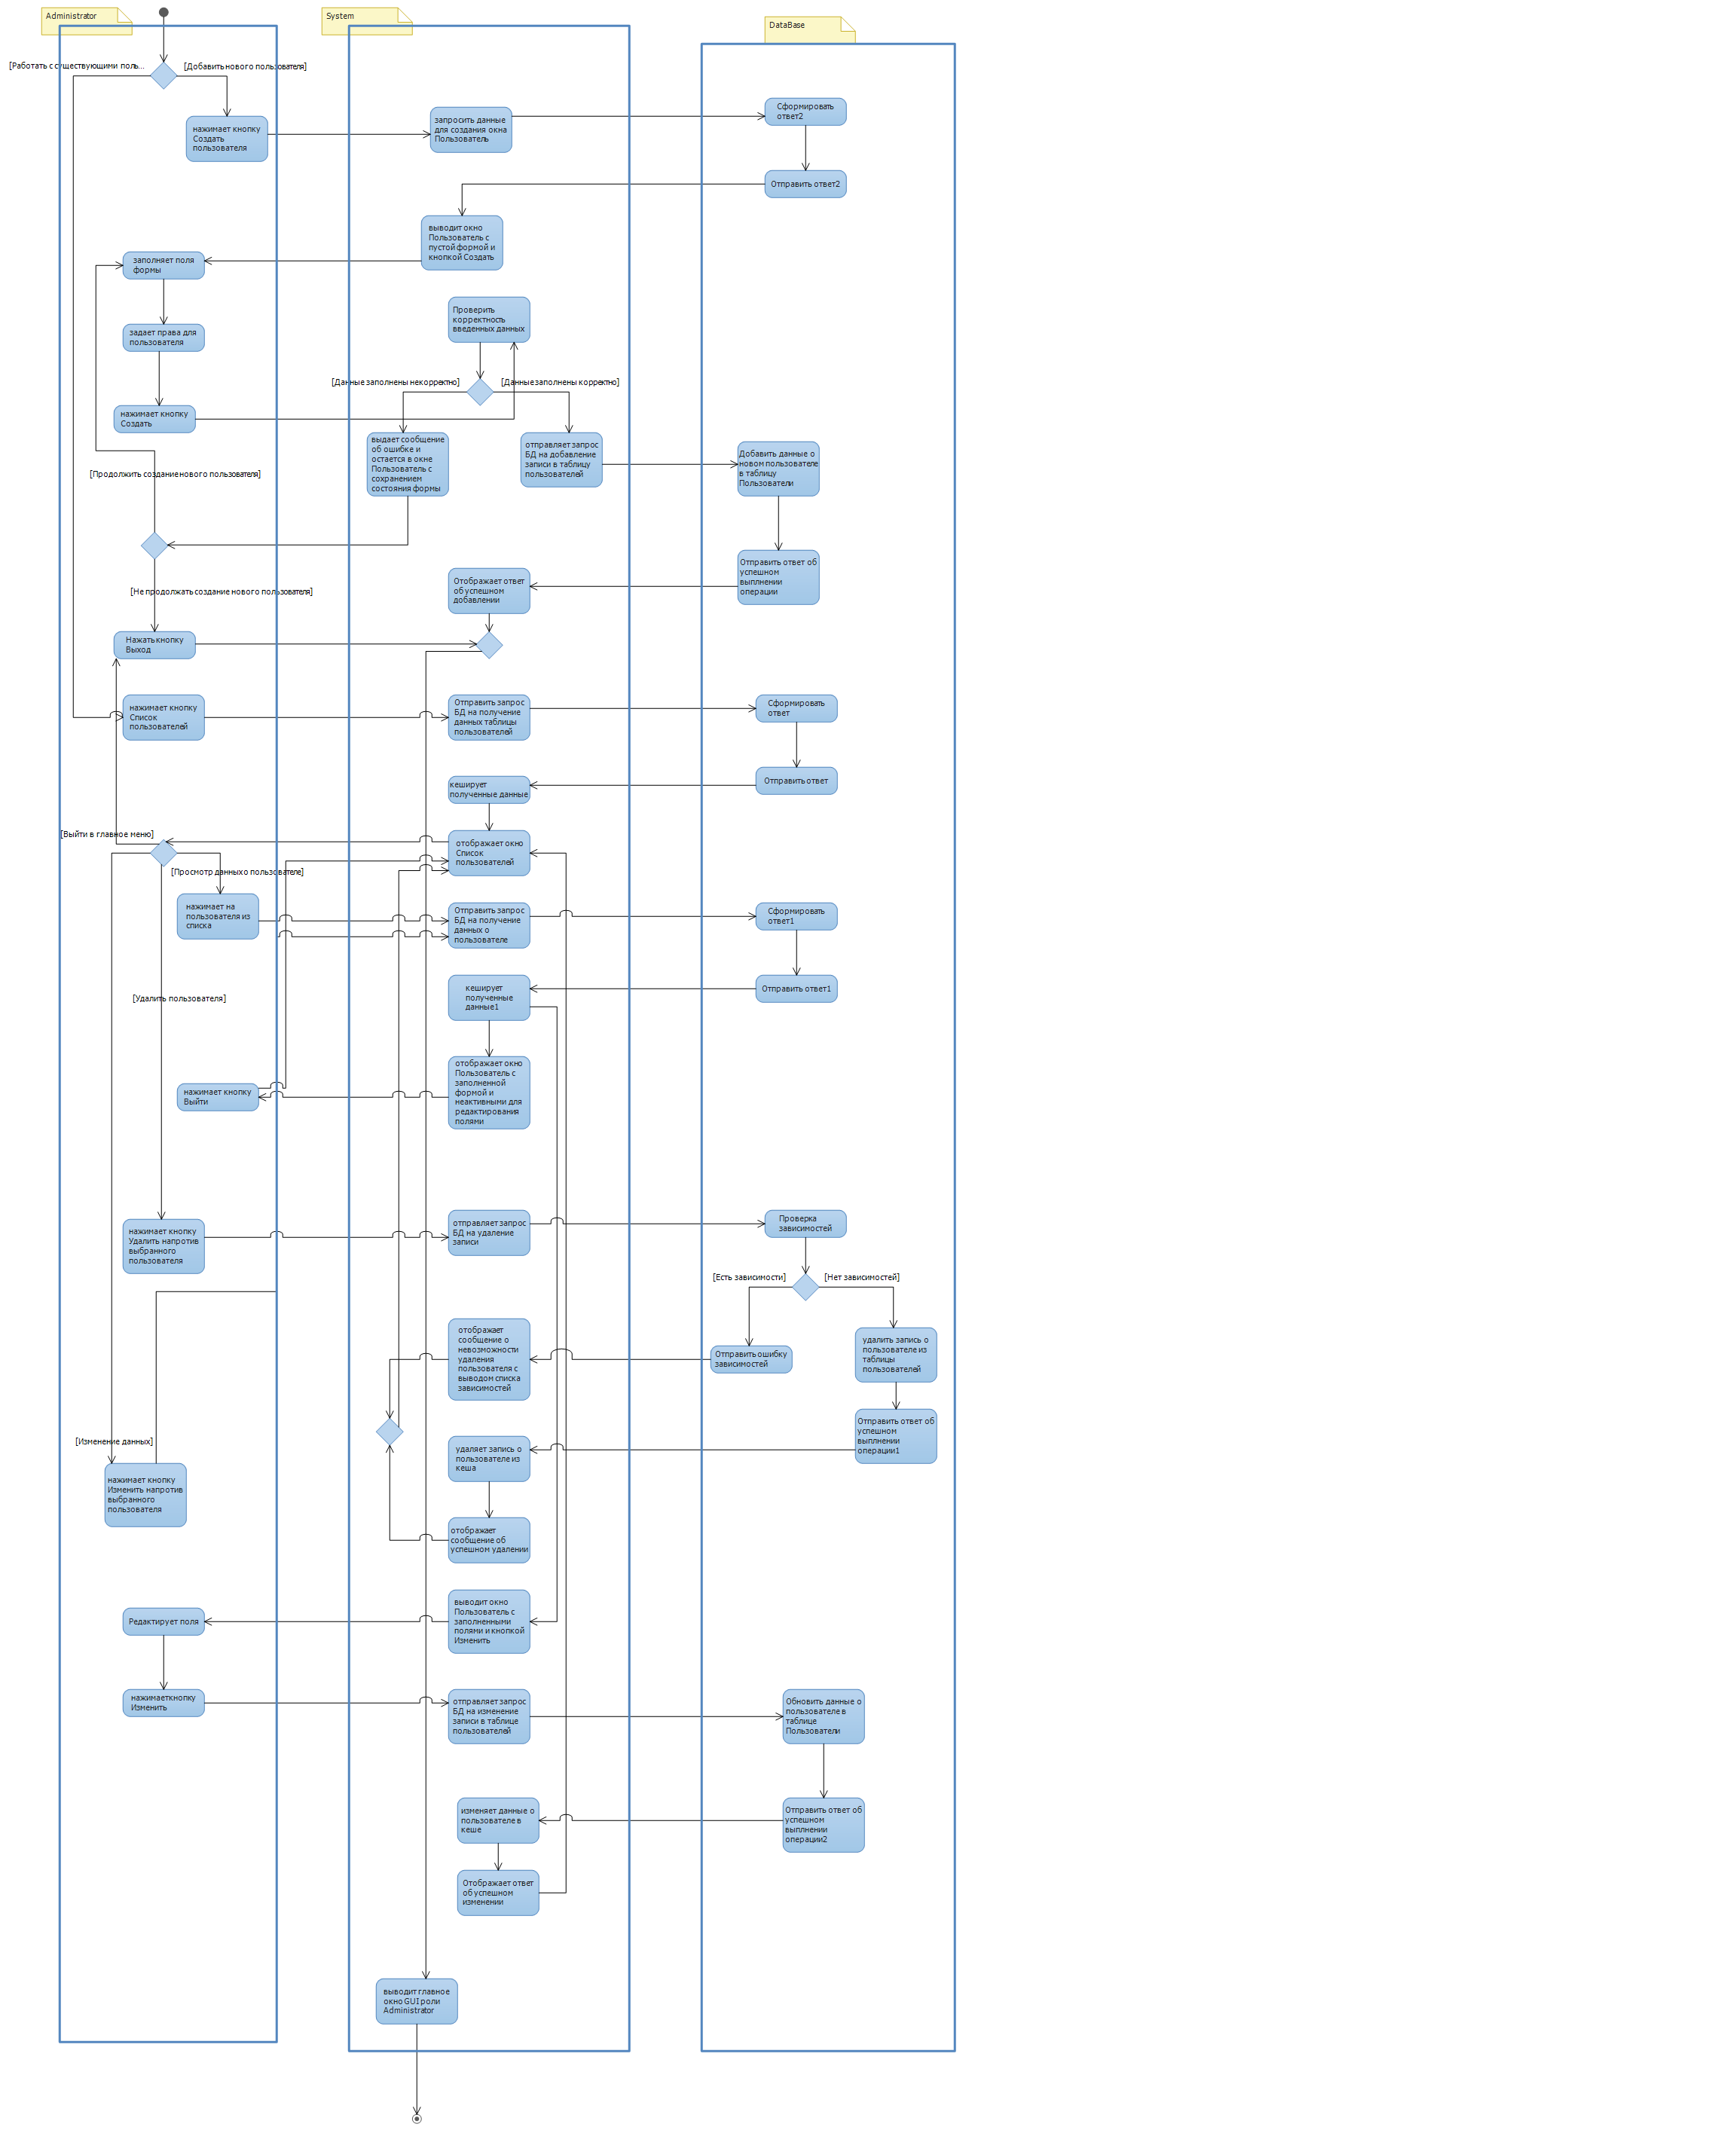 Administrator
System
DataBase
[Работать с существующими поль...
[Добавить нового пользователя]
нажимает кнопку
Создать
пользователя
запросить данные
для создания окна
Пользователь
Сформировать
ответ2
Отправить ответ2
выводит окно
Пользователь с
пустой формой и
кнопкой Создать
заполняет поля
формы
Проверить
корректность
введенных данных
задает права для
пользователя
[Данные заполнены некорректно]
[Данные заполнены корректно]
нажимает кнопку
Создать
выдает сообщение
об ошибке и
остается в окне
Пользователь с
сохранением
состояния формы
отправляет запрос
БД на добавление
записи в таблицу
пользователей
Добавить данные о
новом пользователе
в таблицу
Пользователи
[Продолжить создание нового пользователя]
Отправить ответ об
успешном
выплнении
операции
Отображает ответ
об успешном
добавлении
[Не продолжать создание нового пользователя]
Нажать кнопку
Выход
нажимает кнопку
Список
пользователей
Отправить запрос
БД на получение
данных таблицы
пользователей
Сформировать
ответ
Отправить ответ
кеширует
полученные данные
[Выйти в главное меню]
отображает окно
Список
пользователей
[Просмотр данных о пользователе]
нажимает на
пользователя из
списка
Отправить запрос
БД на получение
данных о
пользователе
Сформировать
ответ1
Отправить ответ1
[Удалить пользователя]
кеширует
полученные
данные1
нажимает кнопку
Выйти
отображает окно
Пользователь с
заполненной
формой и
неактивными для
редактирования
полями
нажимает кнопку
Удалить напротив
выбранного
пользователя
отправляет запрос
БД на удаление
записи
Проверка
зависимостей
[Есть зависимости]
[Нет зависимостей]
отображает
сообщение о
невозможности
удаления
пользователя с
выводом списка
зависимостей
Отправить ошибку
зависимостей
удалить запись о
пользователе из
таблицы
пользователей
Отправить ответ об
успешном
выплнении
операции1
[Изменение данных]
удаляет запись о
пользователе из
кеша
нажимает кнопку
Изменить напротив
выбранного
пользователя
отображает
сообщение об
успешном удалении
Редактирует поля
выводит окно
Пользователь с
заполненными
полями и кнопкой
Изменить
нажимает кнопку
Изменить
отправляет запрос
БД на изменение
записи в таблице
пользователей
Обновить данные о
пользователе в
таблице
Пользователи
изменяет данные о
пользователе в
кеше
Отправить ответ об
успешном
выплнении
операции2
Отображает ответ
об успешном
изменении
выводит главное
окно GUI роли
Administrator